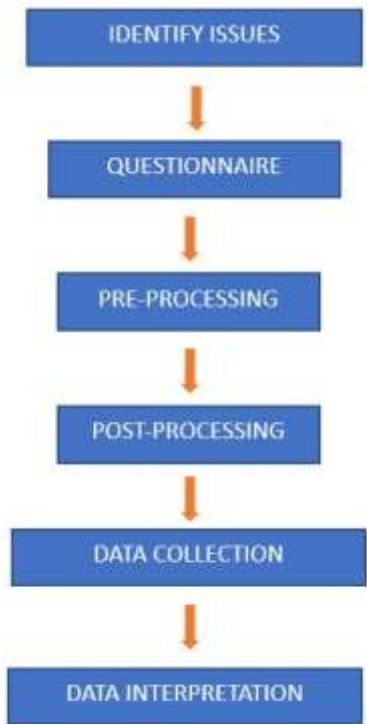 IDENTIFY ISSUES
QUESTIONNAIRE
PRE-PROCESSING
POST-PROCESSING
DATA COLLECTION
DATA INTERPRETATION